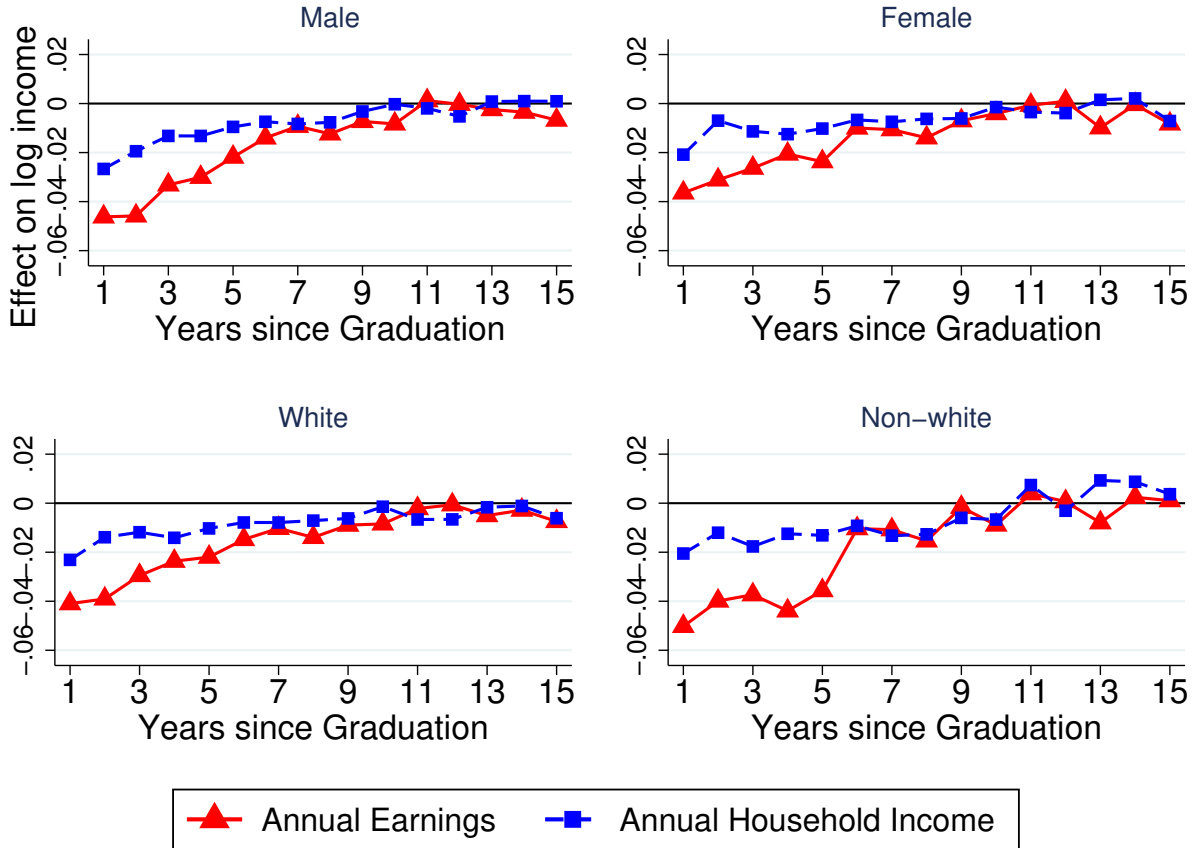 Male
Female
Effect on log income
.02
0
-.02
-.04
-.06
1 3 5 7 9 11 13 15
Years since Graduation
.02
0
-.02
-.04
-.06
1 3 5 7 9 11 13 15
Years since Graduation
White
Non−white
.02
0
-.02
-.04
-.06
1 3 5 7 9 11 13 15
Years since Graduation
.02
0
-.02
-.04
-.06
1 3 5 7 9 11 13 15
Years since Graduation
Annual Earnings
Annual Household Income